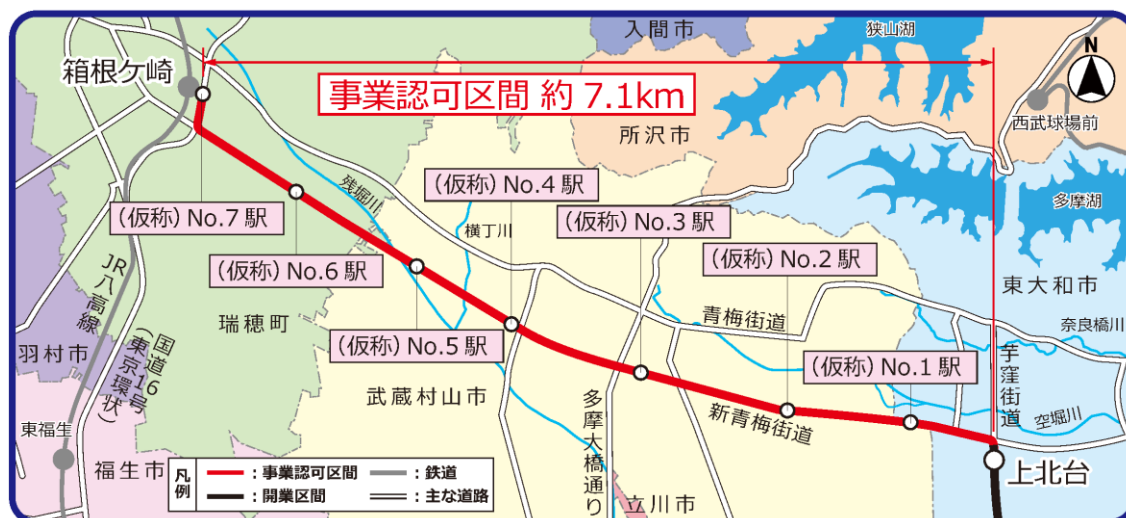 入間市
狭山湖
N
箱根ケ崎
事業認可区間 約 7.1km
西武球場前
所沢市
残堀川
(仮称) No.4 駅
(仮称) No.7 駅
横丁川
(仮称) No.3 駅
多摩湖
(仮称) No.6 駅
(仮称) No.2 駅
東大和市
JR八高線
瑞穂町
青梅街道
奈良橋川
国道16号
(東京環状)
羽村市
(仮称) No.5 駅
(仮称) No.1 駅
芋窪街道
武蔵村山市
多摩大橋通り
新青梅街道
空堀川
東福生
福生市
上北台
立川市
凡例
:事業認可区間
:鉄道
:開業区間
:主な道路